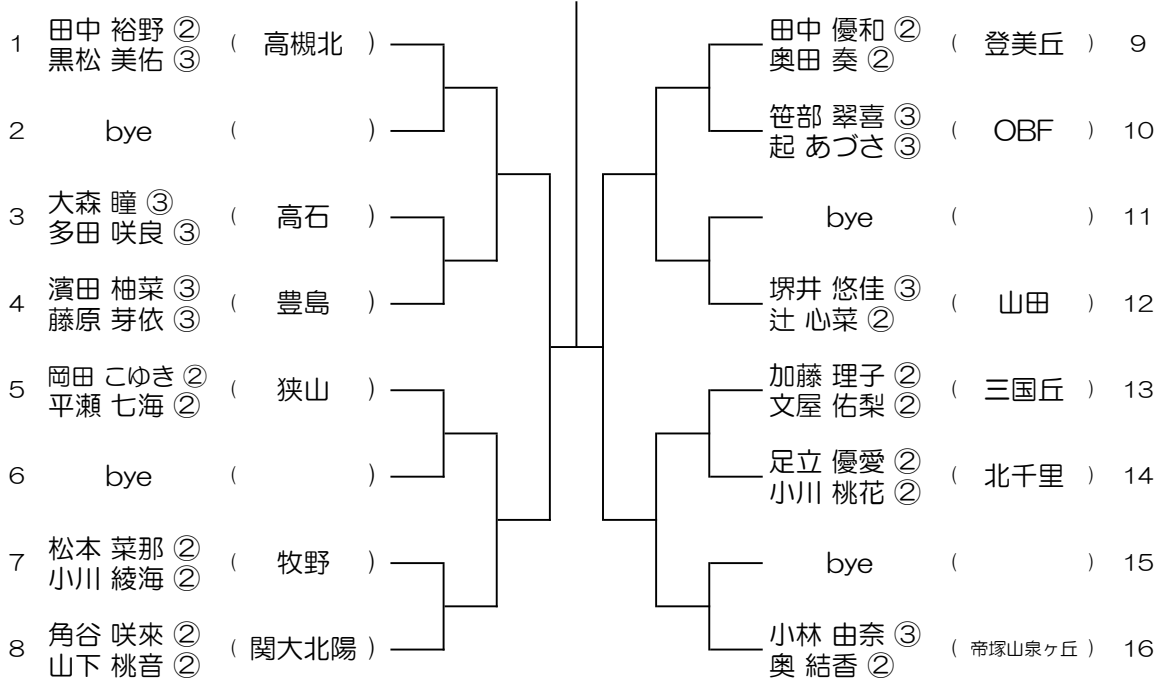 1 田中 裕野 ② ( 高槻北 )
黒松 美佑 ③
2 bye ( )
3 大森 瞳 ③ ( 高石 )
多田 咲良 ③
4 濱田 柚菜 ③ ( 豊島 )
藤原 芽依 ③
5 岡田 こゆき ② ( 狭山 )
平瀬 七海 ②
6 bye ( )
7 松本 菜那 ② ( 牧野 )
小川 綾海 ②
8 角谷 咲來 ② ( 関大北陽 )
山下 桃音 ②
田中 優和 ② ( 登美丘 ) 9
奥田 奏 ②
笹部 翠喜 ③ ( OBF ) 10
起 あづさ ③
bye ( ) 11
堺井 悠佳 ③ ( 山田 ) 12
辻 心菜 ②
加藤 理子 ② ( 三国丘 ) 13
文屋 佑梨 ②
足立 優愛 ② ( 北千里 ) 14
小川 桃花 ②
bye ( ) 15
小林 由奈 ③ ( 帝塚山泉ヶ丘 ) 16
奥 結香 ②